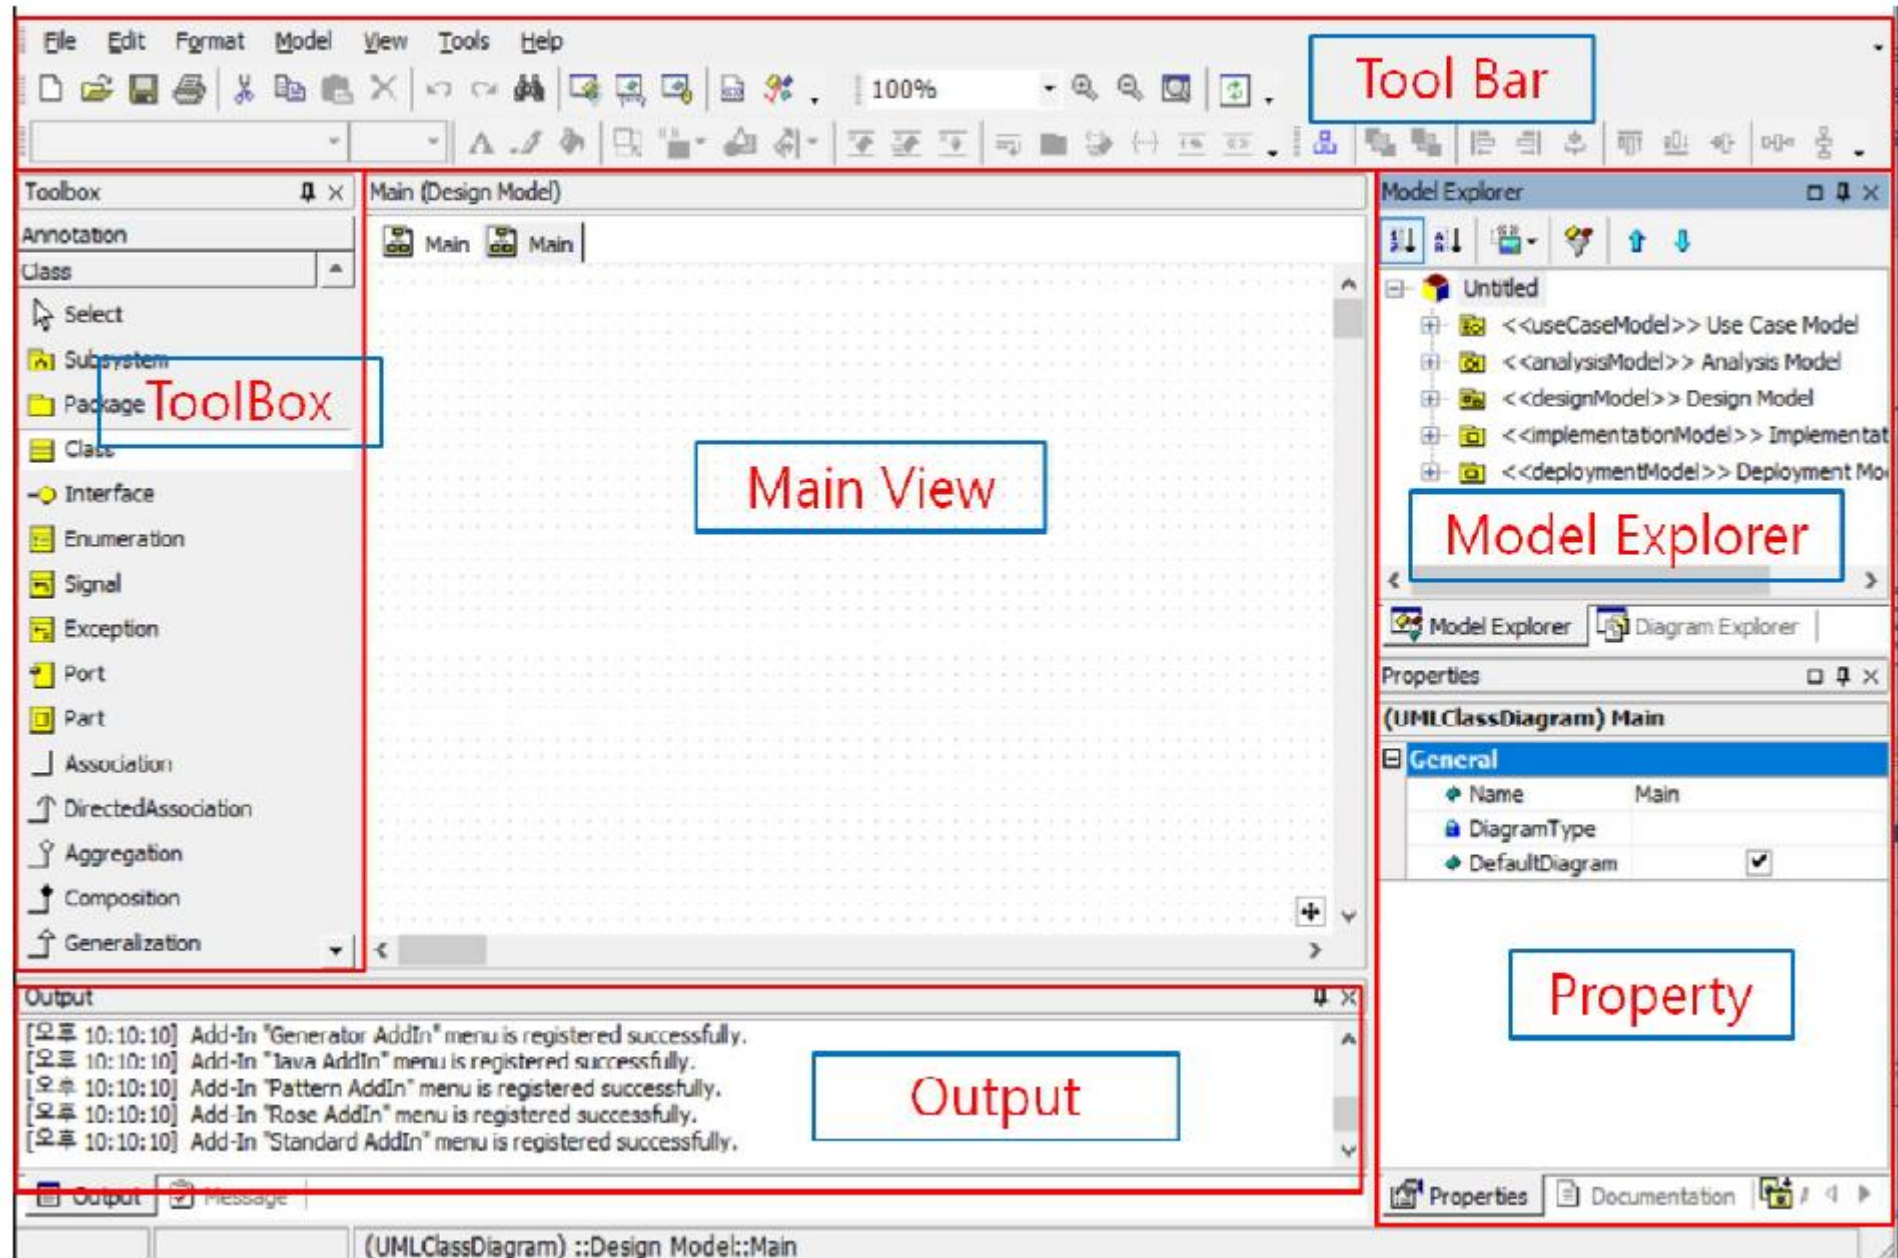 File Edit Format Model View Tools Help
100%
Tool Bar
Toolbox
Annotation
Class
Select
Subsystem
Package
ToolBox
Class
Interface
Enumeration
Signal
Exception
Port
Part
Association
DirectedAssociation
Aggregation
Composition
Generalization
Main (Design Model)
Main Main
Main View
Model Explorer
Untitled
<<useCaseModel>> Use Case Model
<<analysisModel>> Analysis Model
<<designModel>> Design Model
<<implementationModel>> Implementat
<<deploymentModel>> Deployment Mo
Model Explorer
Model Explorer Diagram Explorer
Properties
(UMLClassDiagram) Main
General
Name Main
DiagramType
DefaultDiagram
Property
Properties Documentation
Output
[오후 10:10:10] Add-In "Generator AddIn" menu is registered successfully.
[오후 10:10:10] Add-In "Java AddIn" menu is registered successfully.
[오후 10:10:10] Add-In "Pattern AddIn" menu is registered successfully.
[오후 10:10:10] Add-In "Rose AddIn" menu is registered successfully.
[오후 10:10:10] Add-In "Standard AddIn" menu is registered successfully.
Output
Output Message
(UMLClassDiagram) ::Design Model::Main